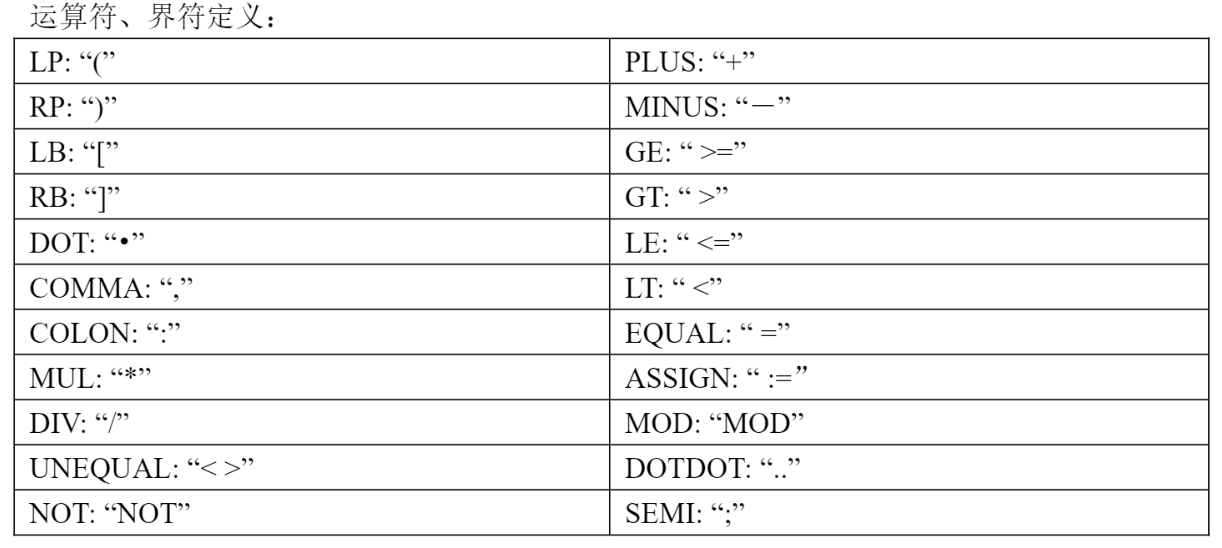 运算符、界符定义：
LP: “(” PLUS: “+”
RP: “)” MINUS: “－”
LB: “[” GE: “ >=”
RB: “]” GT: “ >”
DOT: “•” LE: “ <=”
COMMA: “,” LT: “ <”
COLON: “:” EQUAL: “ =”
MUL: “*” ASSIGN: “ :=”
DIV: “/” MOD: “MOD”
UNEQUAL: “< >” DOTDOT: “..”
NOT: “NOT” SEMI: “;”